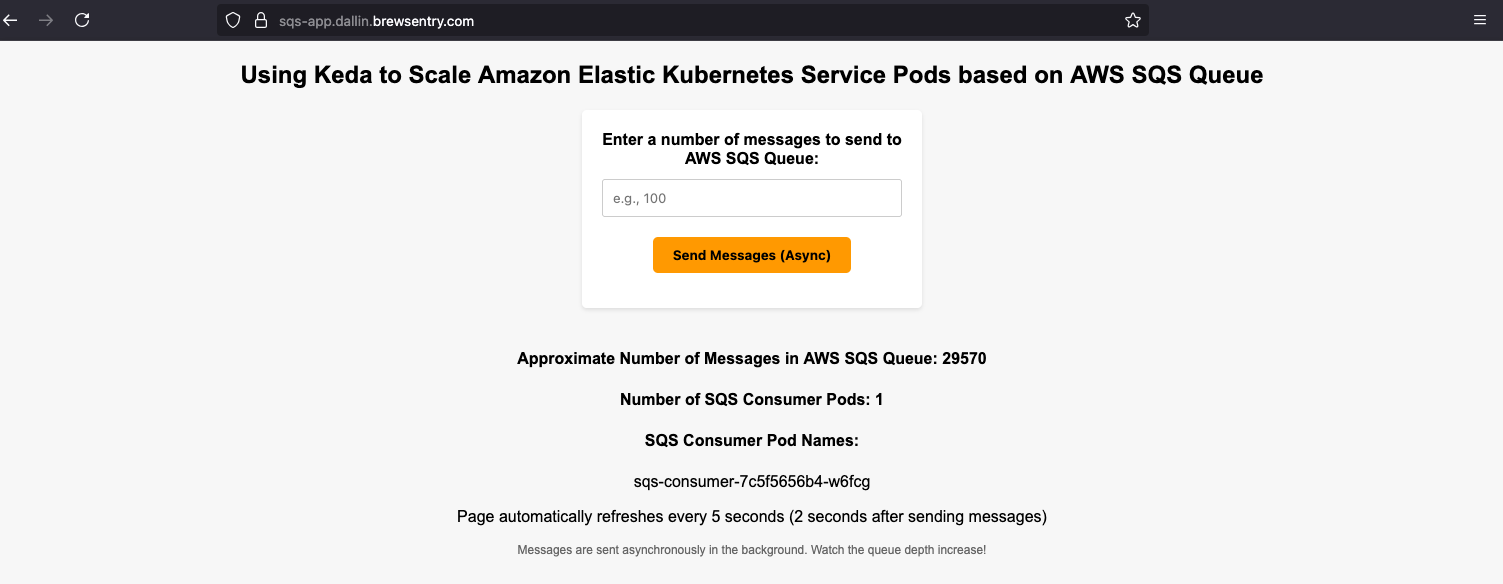 sqs-app.dallin.brewsentry.com
Using Keda to Scale Amazon Elastic Kubernetes Service Pods based on AWS SQS Queue
Enter a number of messages to send to
AWS SQS Queue:
e.g., 100
Send Messages (Async)
Approximate Number of Messages in AWS SQS Queue: 29570
Number of SQS Consumer Pods: 1
SQS Consumer Pod Names:
sqs-consumer-7c5f5656b4-w6fcg
Page automatically refreshes every 5 seconds (2 seconds after sending messages)
Messages are sent asynchronously in the background. Watch the queue depth increase!